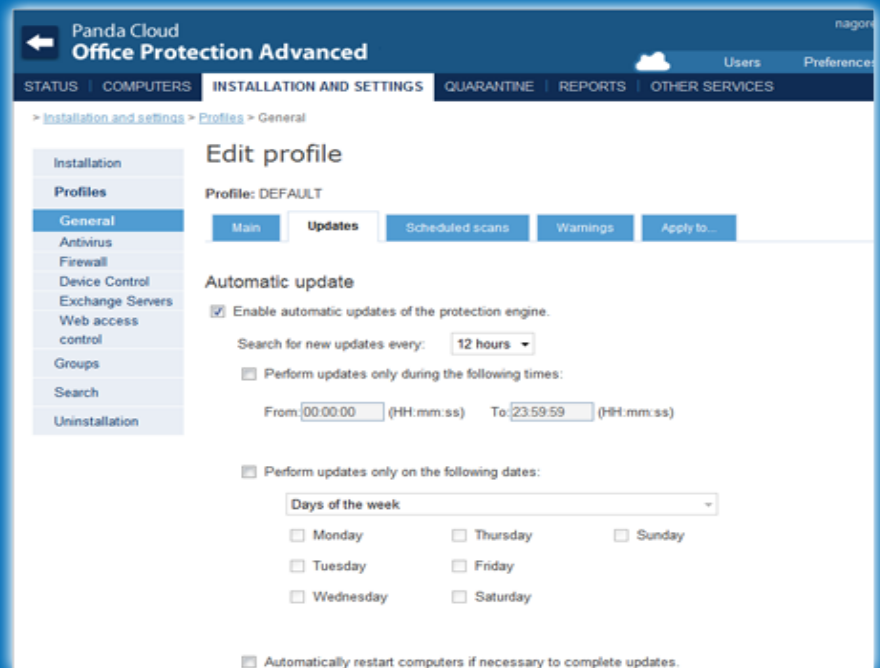 Panda Cloud
Office Protection Advanced
nagore
Users Preferences
STATUS | COMPUTERS INSTALLATION AND SETTINGS QUARANTINE | REPORTS | OTHER SERVICES
> Installation and settings > Profiles > General
Installation
Profiles
General
Antivirus
Firewall
Device Control
Exchange Servers
Web access
control
Groups
Search
Uninstallation
Edit profile
Profile: DEFAULT
Main Updates Scheduled scans Warnings Apply to...
Automatic update
Enable automatic updates of the protection engine.
Search for new updates every: 12 hours
Perform updates only during the following times:
From: 00:00:00 (HH:mm:ss) To: 23:59:59 (HH:mm:ss)
Perform updates only on the following dates:
Days of the week
Monday Thursday Sunday
Tuesday Friday
Wednesday Saturday
Automatically restart computers if necessary to complete updates.